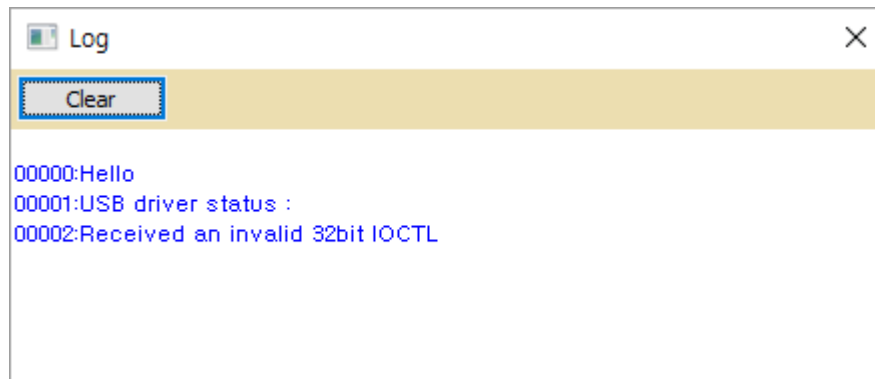 Log
Clear
00000:Hello
00001:USB driver status :
00002:Received an invalid 32bit IOCTL